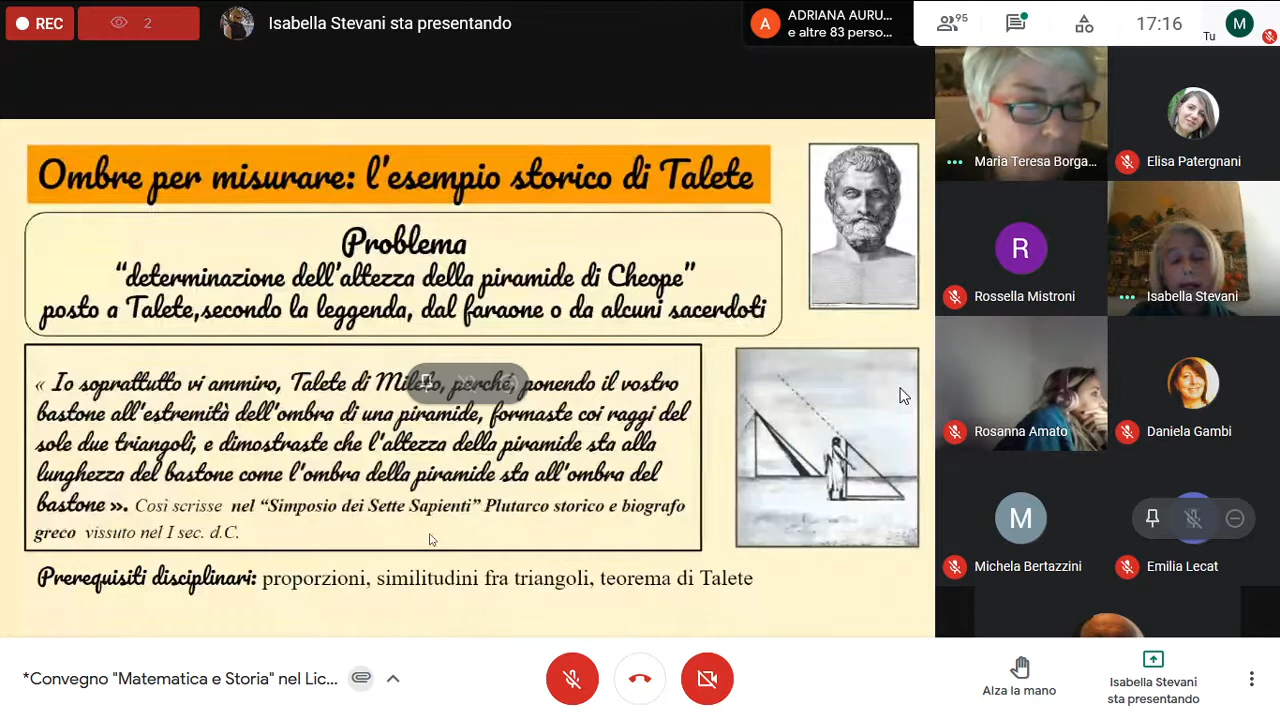 REC
2
Isabella Stevani sta presentando
A
ADRIANA AURU...
e altre 83 perso...
95
17:16
Tu
M
Ombre per misurare: l'esempio storico di Talete
Problema
“determinazione dell'altezza della piramide di Cheope”
posto a Talete,secondo la leggenda, dal faraone o da alcuni sacerdoti
« Io soprattutto vi ammiro, Talete di Mileto, perché, ponendo il vostro
bastone all'estremità dell'ombra di una piramide, formaste coi raggi del
sole due triangoli, e dimostraste che l'altezza della piramide sta alla
lunghezza del bastone come l'ombra della piramide sta all'ombra del
bastone ». Così scrisse nel “Simposio dei Sette Sapienti” Plutarco storico e biografo
greco vissuto nel I sec. d.C.
Prerequisiti disciplinari: proporzioni, similitudini fra triangoli, teorema di Talete
Maria Teresa Borga...
Elisa Patergnani
R
Rossella Mistroni
Isabella Stevani
Rosanna Amato
Daniela Gambi
M
Michela Bertazzini
Emilia Lecat
*Convegno "Matematica e Storia" nel Lic...
Alza la mano
Isabella Stevani
sta presentando